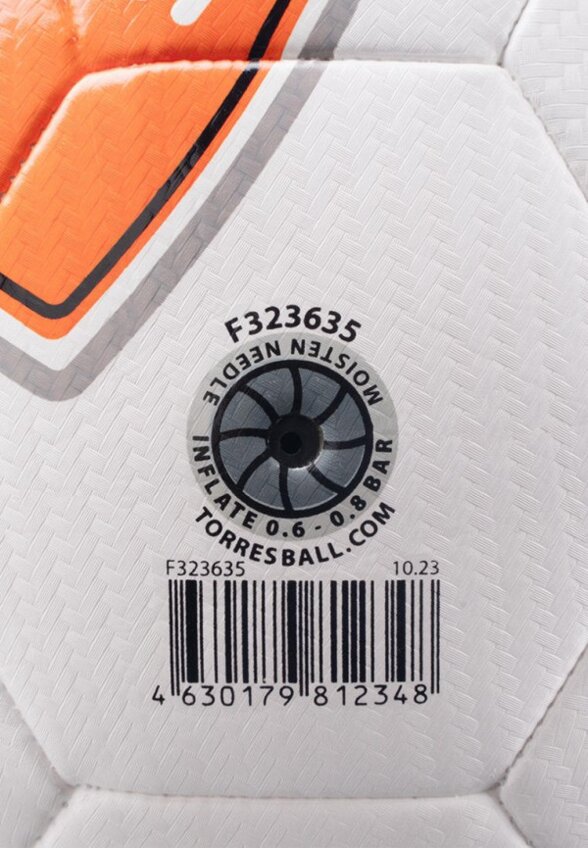 F323635
MOISTEN NEEDLE
INFLATE 0.6 - 0.8 BAR
TORRESBALL.COM
F323635 10.23
4 630179 812348